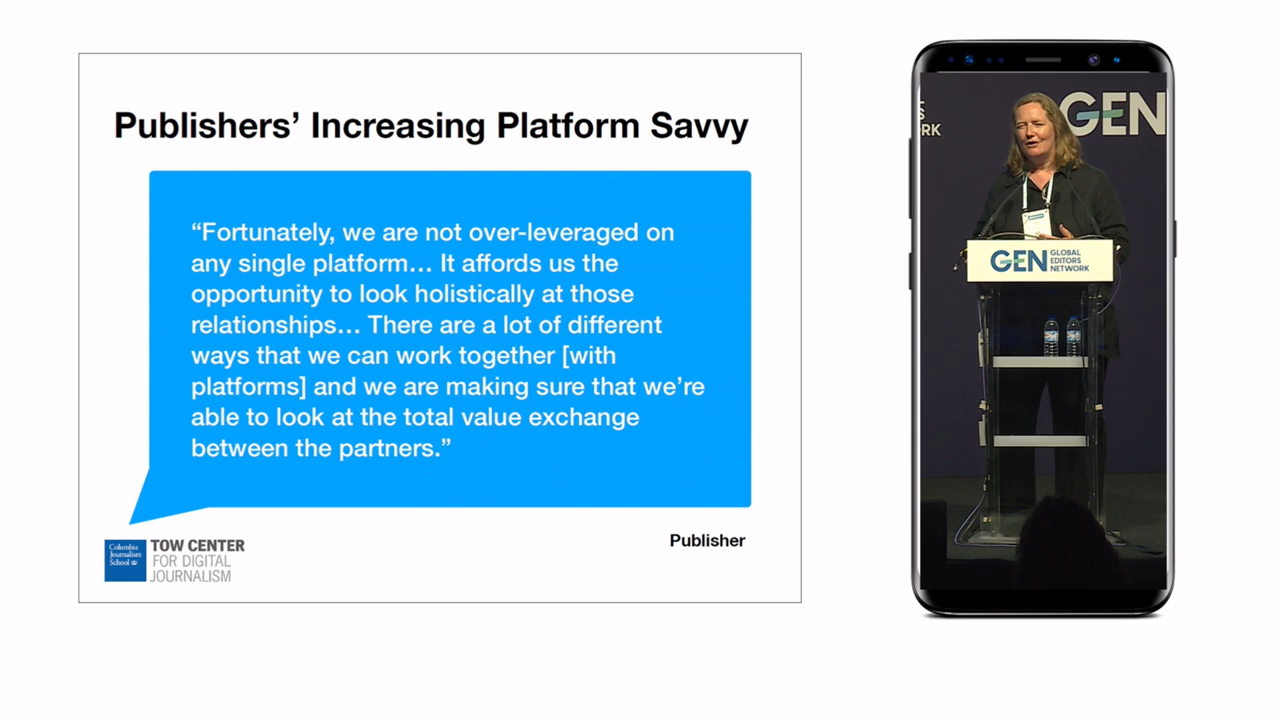 Publishers’ Increasing Platform Savvy
“Fortunately, we are not over-leveraged on
any single platform… It affords us the
opportunity to look holistically at those
relationships… There are a lot of different
ways that we can work together [with
platforms] and we are making sure that we’re
able to look at the total value exchange
between the partners.”
Publisher
Columbia
Journalism
School
TOW CENTER
FOR DIGITAL
JOURNALISM
RK
GEN
GEN
GLOBAL
EDITORS
NETWORK